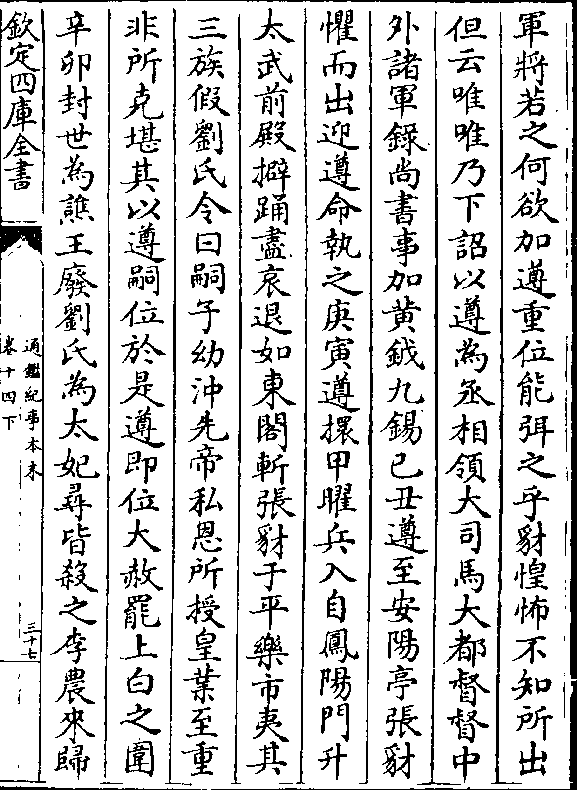 軍將若之何欲加遵重位能弭之乎豺惶怖不知所出
但云唯唯乃下詔以遵為丞相領大司馬大都督督中
外諸軍錄尚書事加黃鉞九錫己丑遵至安陽亭張豺
懼而出迎遵命執之庚寅遵擐甲曜兵入自鳳陽門升
太武前殿擗踊盡哀退如東閣斬張豺于平樂市夷其
三族假劉氏令曰嗣子幼沖先帝私恩所授皇業至重
非所克堪其以遵嗣位於是遵即位大赦罷上白之圍
辛卯封世為譙王廢劉氏為太妃尋皆殺之李農來歸
欽定四庫全書
通鑑紀事本末
卷十四下
三十七